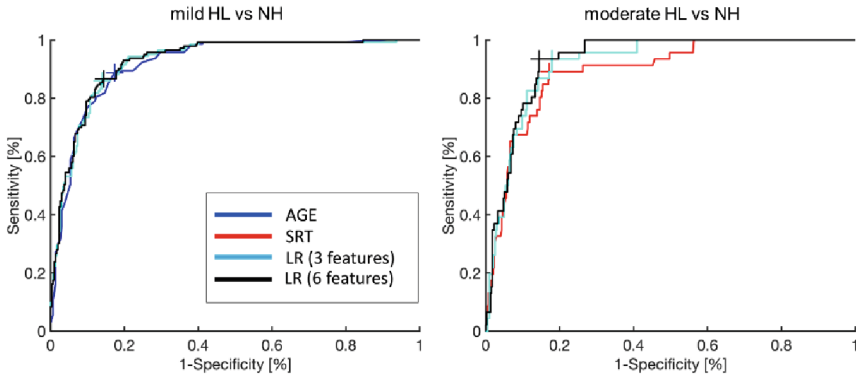 mild HL vs NH
1
0.8
0.6
0.4
0.2
0
Sensitivity [%]
0 0.2 0.4 0.6 0.8 1
1-Specificity [%]
AGE
SRT
LR (3 features)
LR (6 features)
moderate HL vs NH
1
0.8
0.6
0.4
0.2
0
Sensitivity [%]
0 0.2 0.4 0.6 0.8 1
1-Specificity [%]